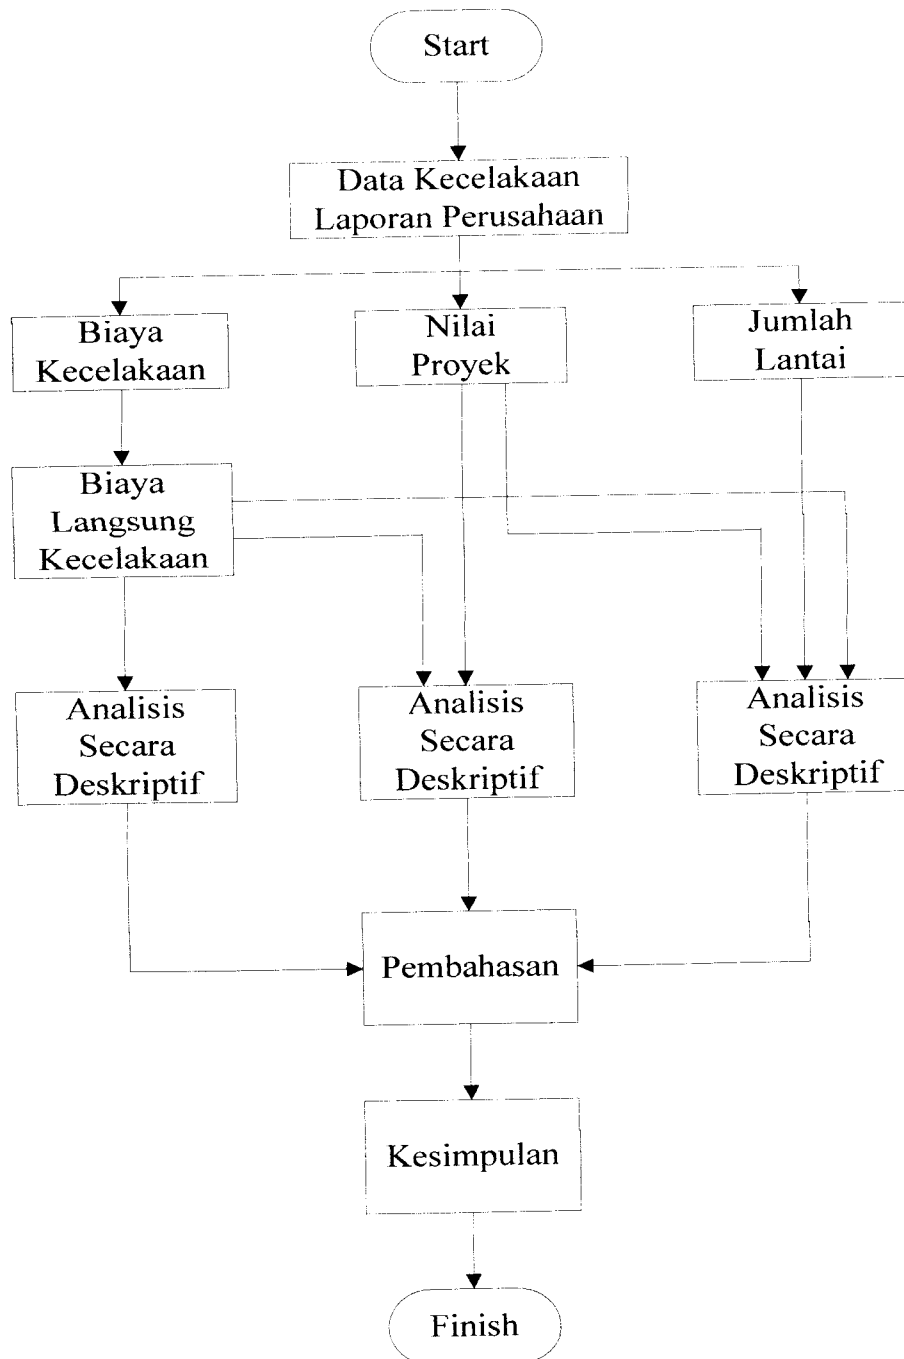 Start
Data Kecelakaan
Laporan Perusahaan
Biaya
Kecelakaan
Nilai
Proyek
Jumlah
Lantai
Biaya
Langsung
Kecelakaan
Analisis
Secara
Deskriptif
Analisis
Secara
Deskriptif
Analisis
Secara
Deskriptif
Pembahasan
Kesimpulan
Finish